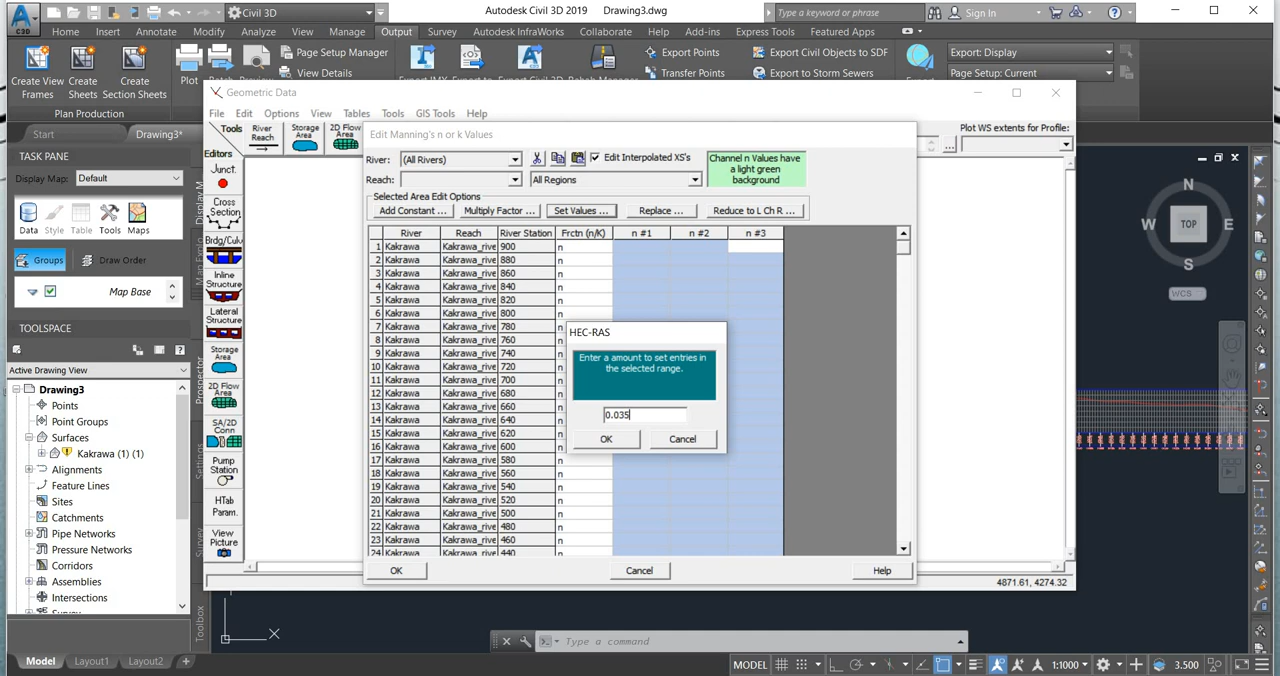 Civil 3D
Autodesk Civil 3D 2019 Drawing3.dwg
Type a keyword or phrase
Sign In
C3D
Home Insert Annotate Modify Analyze View Manage Output Survey Autodesk InfraWorks Collaborate Help Add-ins Express Tools Featured Apps
Create View Frames
Create Sheets
Create Section Sheets
Plot
Page Setup Manager
View Details
Export Points
Transfer Points
Export Civil Objects to SDF
Export to Storm Sewers
Export: Display
Page Setup: Current
Plan Production
Start
Drawing3*
TASK PANE
Display Map: Default
Data Style Table Tools Maps
Groups
Draw Order
Map Base
TOOLSPACE
Active Drawing View
Drawing3
Points
Point Groups
Surfaces
Kakrawa (1) (1)
Alignments
Feature Lines
Sites
Catchments
Pipe Networks
Pressure Networks
Corridors
Assemblies
Intersections
Prospector
Settings
Toolbox
Geometric Data
File Edit Options View Tables Tools GIS Tools Help
Tools
Editors
River Reach
Storage Area
2D Flow Area
Plot WS extents for Profile:
Junct.
Cross Section
Brdg/Culv
Inline Structure
Lateral Structure
Storage Area
2D Flow Area
SA/2D Conn
Pump Station
HTab Param.
View Picture
Edit Manning's n or k Values
River: (All Rivers)
Edit Interpolated XS's
Channel n Values have a light green background
Reach:
All Regions
Selected Area Edit Options
Add Constant ... Multiply Factor ... Set Values ... Replace ... Reduce to L Ch R ...
River Reach River Station Frctn (n/K) n #1 n #2 n #3
1 Kakrawa Kakrawa_rive 900 n
2 Kakrawa Kakrawa_rive 880 n
3 Kakrawa Kakrawa_rive 860 n
4 Kakrawa Kakrawa_rive 840 n
5 Kakrawa Kakrawa_rive 820 n
6 Kakrawa Kakrawa_rive 800 n
7 Kakrawa Kakrawa_rive 780
8 Kakrawa Kakrawa_rive 760
9 Kakrawa Kakrawa_rive 740
10 Kakrawa Kakrawa_rive 720
11 Kakrawa Kakrawa_rive 700
12 Kakrawa Kakrawa_rive 680
13 Kakrawa Kakrawa_rive 660
14 Kakrawa Kakrawa_rive 640
15 Kakrawa Kakrawa_rive 620
16 Kakrawa Kakrawa_rive 600
17 Kakrawa Kakrawa_rive 580
18 Kakrawa Kakrawa_rive 560 n
19 Kakrawa Kakrawa_rive 540 n
20 Kakrawa Kakrawa_rive 520 n
21 Kakrawa Kakrawa_rive 500 n
22 Kakrawa Kakrawa_rive 480 n
23 Kakrawa Kakrawa_rive 460 n
24 Kakrawa Kakrawa_rive 440 n
HEC-RAS
Enter a amount to set entries in
the selected range.
0.035
OK Cancel
OK Cancel Help
4871.61, 4274.32
N
W TOP E
S
WCS
X
Type a command
Model Layout1 Layout2 +
MODEL
1:1000
3.500